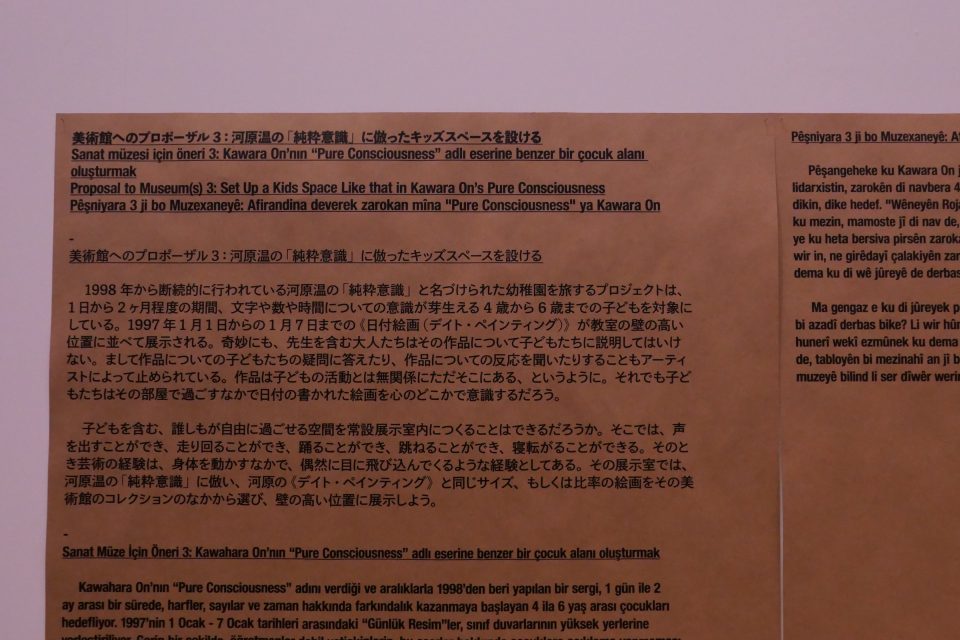 美術館へのプロポーザル 3：河原温の「純粋意識」に倣ったキッズスペースを設ける
Sanat müzesi için öneri 3: Kawara On'nın “Pure Consciousness” adlı eserine benzer bir çocuk alanı
oluşturmak
Proposal to Museum(s) 3: Set Up a Kids Space Like that in Kawara On's Pure Consciousness
Pêşniyara 3 ji bo Muzexaneyê: Afirandina deverek zarokan mîna "Pure Consciousness" ya Kawara On
-
美術館へのプロポーザル 3：河原温の「純粋意識」に倣ったキッズスペースを設ける
1998 年から断続的に行われている河原温の「純粋意識」と名づけられた幼稚園を旅するプロジェクトは、
1 日から 2 ヶ月程度の期間、文字や数や時間についての意識が芽生える 4 歳から 6 歳までの子どもを対象に
している。1997 年 1 月 1 日からの 1 月 7 日までの《日付絵画（デイト・ペインティング）》が教室の壁の高い
位置に並べて展示される。奇妙にも、先生を含む大人たちはその作品について子どもたちに説明してはいけ
ない。まして作品についての子どもたちの疑問に答えたり、作品についての反応を聞いたりすることもアーティ
ストによって止められている。作品は子どもの活動とは無関係にただそこにある、というように。それでも子ど
もたちはその部屋で過ごすなかで日付の書かれた絵画を心のどこかで意識するだろう。
子どもを含む、誰しもが自由に過ごせる空間を常設展示室内につくることはできるだろうか。そこでは、声
を出すことができ、走り回ることができ、踊ることができ、跳ねることができ、寝転がることができる。そのと
き芸術の経験は、身体を動かすなかで、偶然に目に飛び込んでくるような経験としてある。その展示室では、
河原温の「純粋意識」に倣い、河原の《デイト・ペインティング》と同じサイズ、もしくは比率の絵画をその美
術館のコレクションのなかから選び、壁の高い位置に展示しよう。
-
Sanat Müze İçin Öneri 3: Kawahara On'nın “Pure Consciousness” adlı eserine benzer bir çocuk alanı oluşturmak
Kawahara On'nın “Pure Consciousness” adını verdiği ve aralıklarla 1998'den beri yapılan bir sergi, 1 gün ile 2
ay arası bir sürede, harfler, sayılar ve zaman hakkında farkındalık kazanmaya başlayan 4 ila 6 yaş arası çocukları
hedefliyor. 1997'nin 1 Ocak - 7 Ocak tarihleri arasındaki “Günlük Resim”ler, sınıf duvarlarının yüksek yerlerine
Pêşniyara 3 ji bo Muzexaneyê:
Pêşangeheke ku Kawara On
lidarxistin, zarokên di navbera 4
dikin, dike hedef. "Wêneyên
ku mezin, mamoste jî di nav de,
ye ku heta bersiva pirsên
wir in, ne girêdayî çalakiyên
dema ku di wê jûreyê de
Ma gengaz e ku di jûreyek
bi azadî derbas bike? Li wir
hunerî wekî ezmûnek ku dema
de, tabloyên bi mezinahî an jî
muzeyê bilind li ser dîwêr